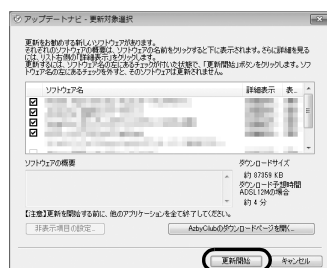 アップデートナビ - 更新対象選択
更新をお勧めする新しいソフトウェアがあります。
それぞれのソフトウェアの概要は、ソフトウェアの名前をクリックすると下に表示されます。さらに詳細を見る
には、リスト右側の「詳細表示」をクリックします。
更新するには、ソフトウェア名の左にあるチェックが付いた状態で、「更新開始」ボタンをクリックします。ソフ
トウェア名の左にあるチェックを外すと、そのソフトウェアは更新されません。
ソフトウェア名 詳細表示 表...
ソフトウェアの概要
ダウンロードサイズ
約 87359 KB
ダウンロード予想時間
ADSL12Mの場合
約 4 分
【注意】更新を開始する前に、他のアプリケーションを全て終了してください。
非表示項目の設定...
AzbyClubのダウンロードページを開く...
更新開始
キャンセル